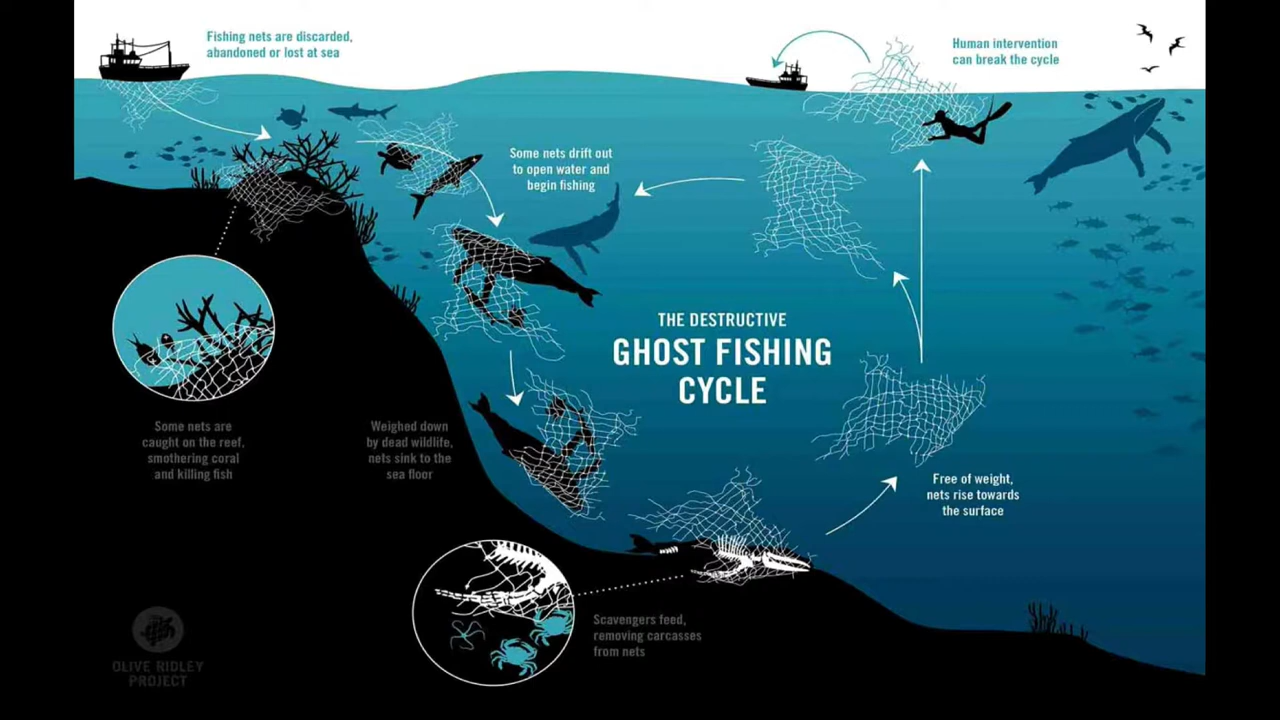 Fishing nets are discarded,
abandoned or lost at sea
Human intervention
can break the cycle
Some nets drift out
to open water and
begin fishing
THE DESTRUCTIVE
GHOST FISHING
CYCLE
Some nets are
caught on the reef,
smothering coral
and killing fish
Weighed down
by dead wildlife,
nets sink to the
sea floor
Free of weight,
nets rise towards
the surface
Scavengers feed,
removing carcasses
from nets
OLIVE RIDLEY
PROJECT